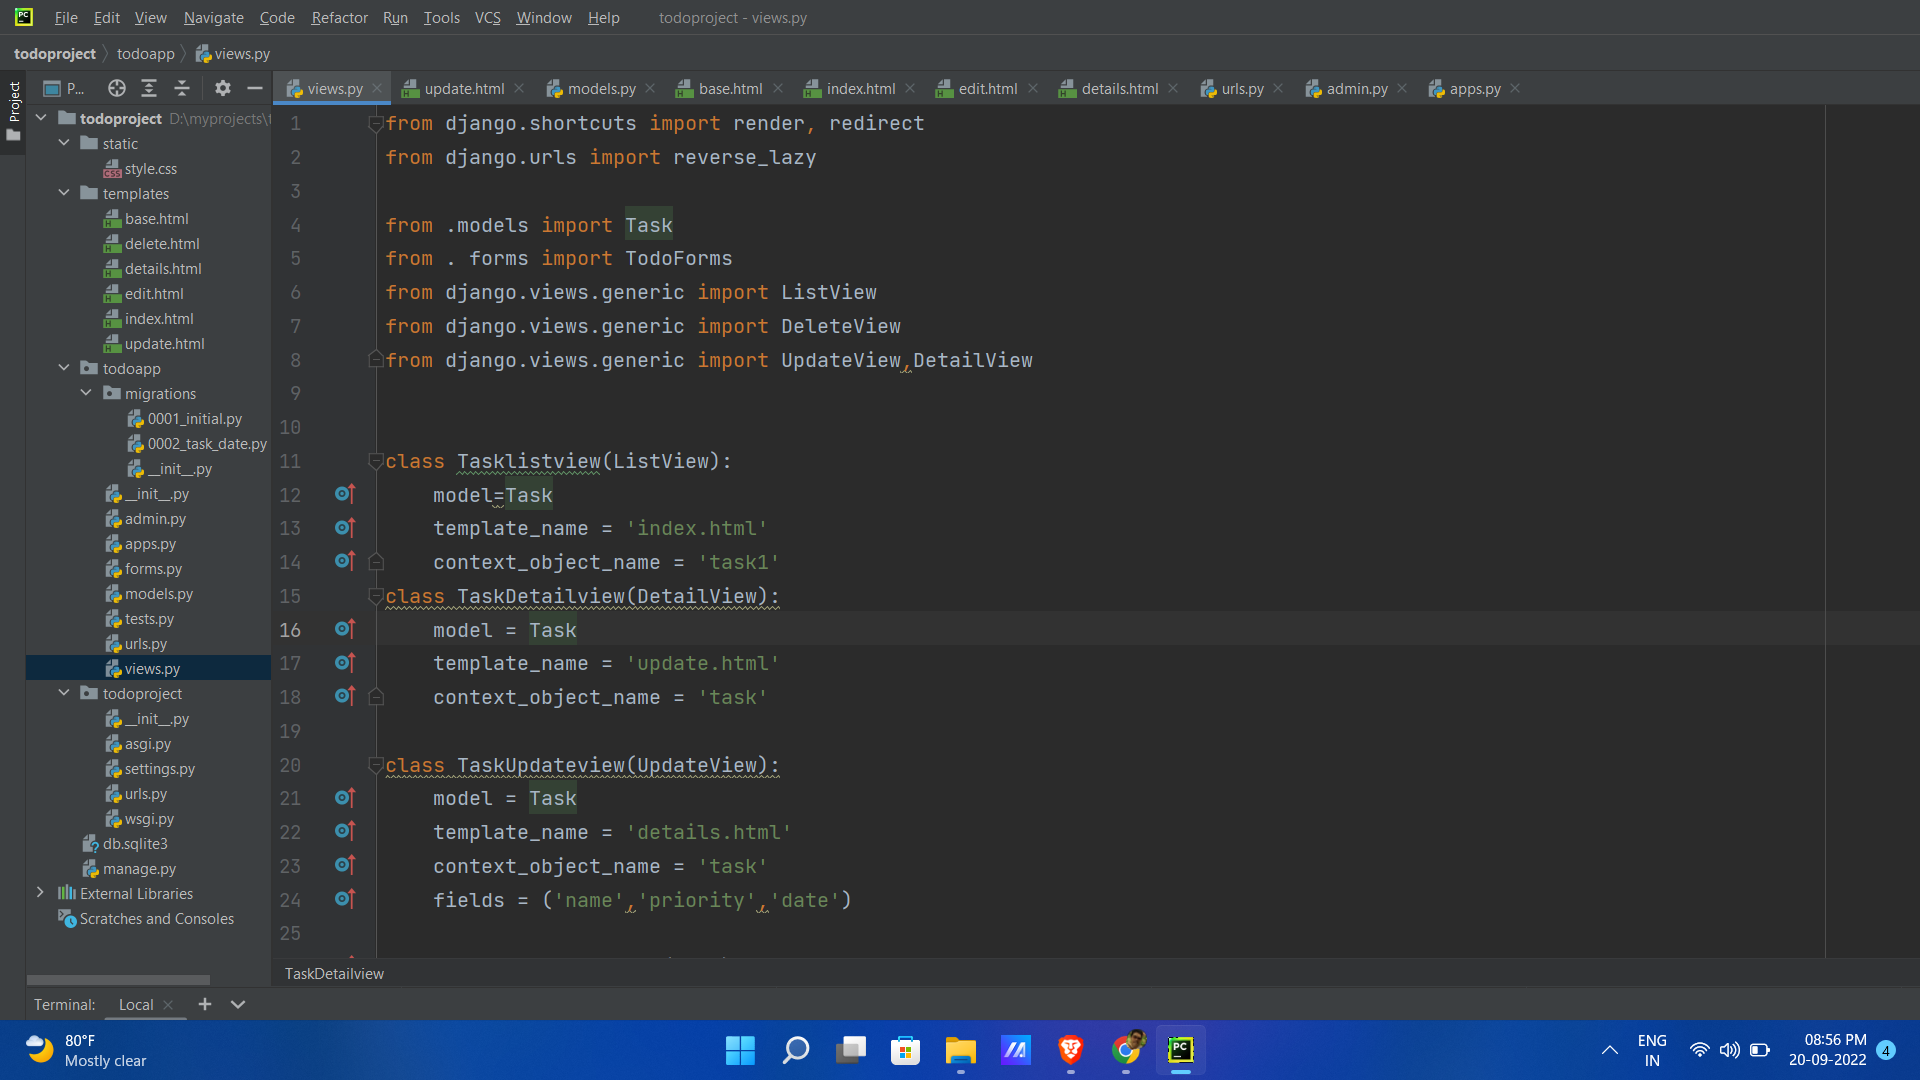 File Edit View Navigate Code Refactor Run Tools VCS Window Help todoproject - views.py
todoproject todoapp views.py
P...
views.py update.html models.py base.html index.html edit.html details.html urls.py admin.py apps.py
Project
todoproject D:\myprojects\
static
style.css
templates
base.html
delete.html
details.html
edit.html
index.html
update.html
todoapp
migrations
0001_initial.py
0002_task_date.py
__init__.py
__init__.py
admin.py
apps.py
forms.py
models.py
tests.py
urls.py
views.py
todoproject
__init__.py
asgi.py
settings.py
urls.py
wsgi.py
db.sqlite3
manage.py
External Libraries
Scratches and Consoles
1 from django.shortcuts import render, redirect
2 from django.urls import reverse_lazy
3
4 from .models import Task
5 from . forms import TodoForms
6 from django.views.generic import ListView
7 from django.views.generic import DeleteView
8 from django.views.generic import UpdateView,DetailView
9
10
11 class Tasklistview(ListView):
12 model=Task
13 template_name = 'index.html'
14 context_object_name = 'task1'
15 class TaskDetailview(DetailView):
16 model = Task
17 template_name = 'update.html'
18 context_object_name = 'task'
19
20 class TaskUpdateview(UpdateView):
21 model = Task
22 template_name = 'details.html'
23 context_object_name = 'task'
24 fields = ('name','priority','date')
25
TaskDetailview
Terminal: Local
80°F
Mostly clear
PC
ENG
IN
08:56 PM
20-09-2022
4